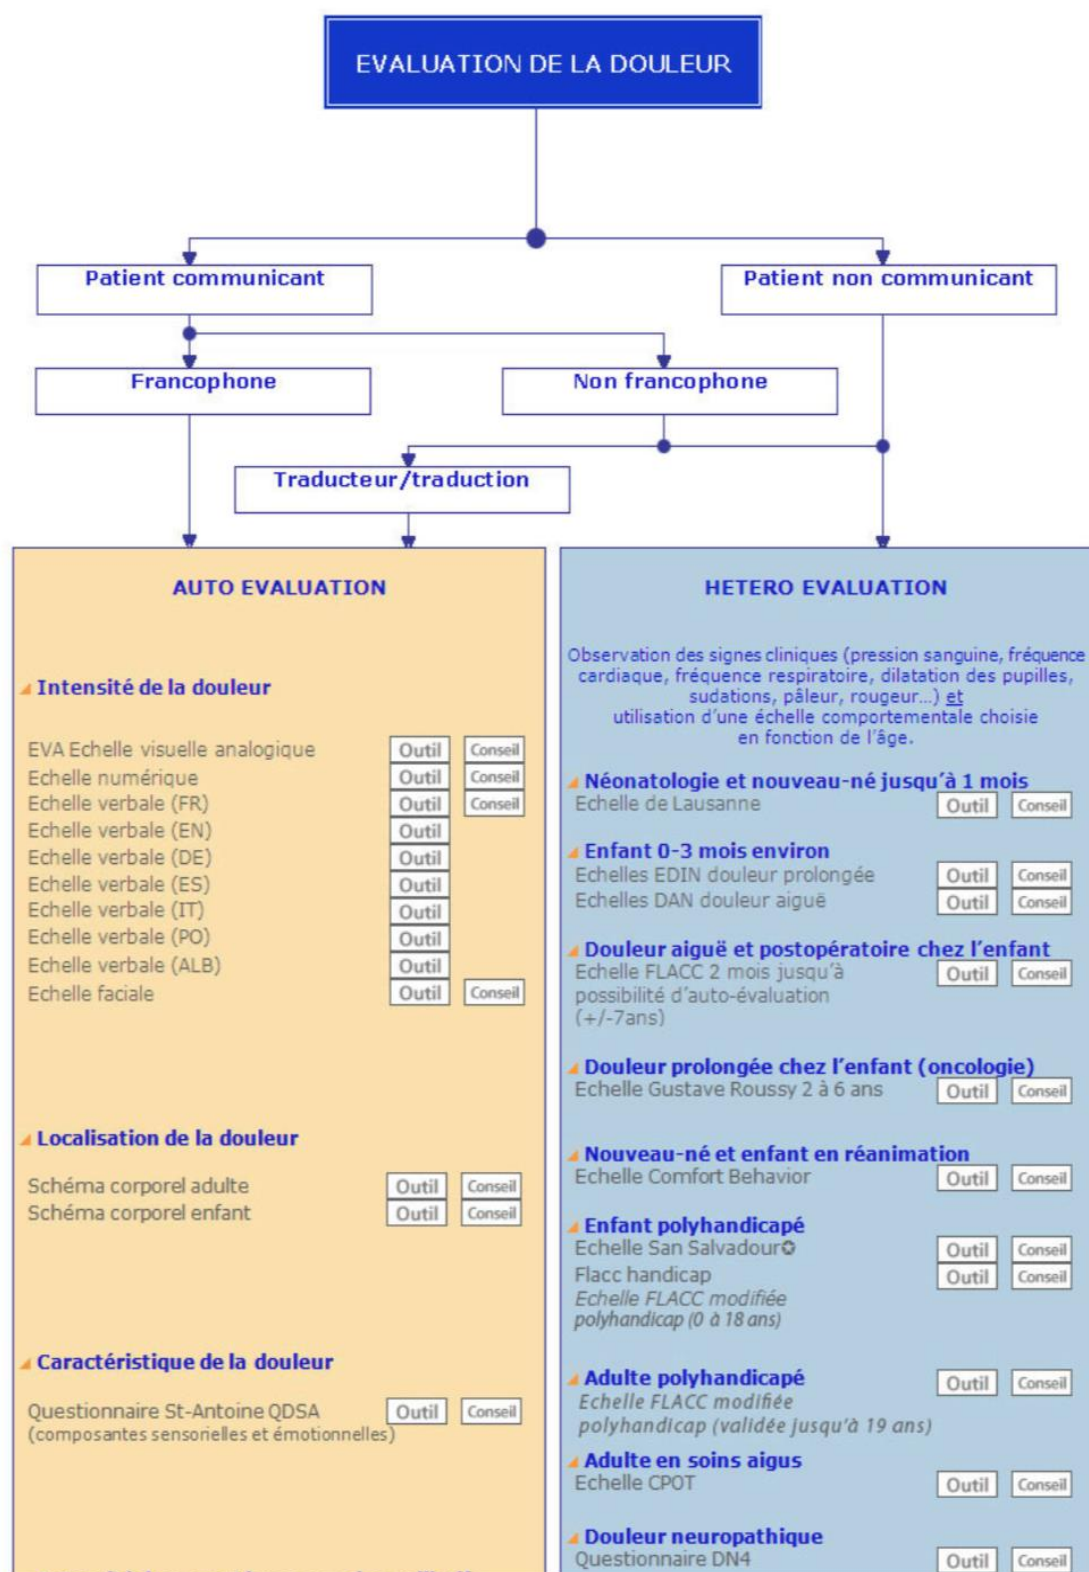 EVALUATION DE LA DOULEUR
Patient communicant
Patient non communicant
Francophone
Non francophone
Traducteur/traduction
AUTO EVALUATION
Intensité de la douleur
EVA Echelle visuelle analogique Outil Conseil
Echelle numérique Outil Conseil
Echelle verbale (FR) Outil Conseil
Echelle verbale (EN) Outil
Echelle verbale (DE) Outil
Echelle verbale (ES) Outil
Echelle verbale (IT) Outil
Echelle verbale (PO) Outil
Echelle verbale (ALB) Outil
Echelle faciale Outil Conseil
Localisation de la douleur
Schéma corporel adulte Outil Conseil
Schéma corporel enfant Outil Conseil
Caractéristique de la douleur
Questionnaire St-Antoine QDSA Outil Conseil
(composantes sensorielles et émotionnelles)
HETERO EVALUATION
Observation des signes cliniques (pression sanguine, fréquence
cardiaque, fréquence respiratoire, dilatation des pupilles,
sudations, pâleur, rougeur...) et
utilisation d'une échelle comportementale choisie
en fonction de l'âge.
Néonatologie et nouveau-né jusqu'à 1 mois
Echelle de Lausanne Outil Conseil
Enfant 0-3 mois environ
Echelles EDIN douleur prolongée Outil Conseil
Echelles DAN douleur aiguë Outil Conseil
Douleur aiguë et postopératoire chez l'enfant
Echelle FLACC 2 mois jusqu'à Outil Conseil
possibilité d'auto-évaluation
(+/-7ans)
Douleur prolongée chez l'enfant (oncologie)
Echelle Gustave Roussy 2 à 6 ans Outil Conseil
Nouveau-né et enfant en réanimation
Echelle Comfort Behavior Outil Conseil
Enfant polyhandicapé
Echelle San Salvadour✪ Outil Conseil
Flacc handicap Outil Conseil
Echelle FLACC modifiée
polyhandicap (0 à 18 ans)
Adulte polyhandicapé Outil Conseil
Echelle FLACC modifiée
polyhandicap (validée jusqu'à 19 ans)
Adulte en soins aigus
Echelle CPOT Outil Conseil
Douleur neuropathique
Questionnaire DN4 Outil Conseil